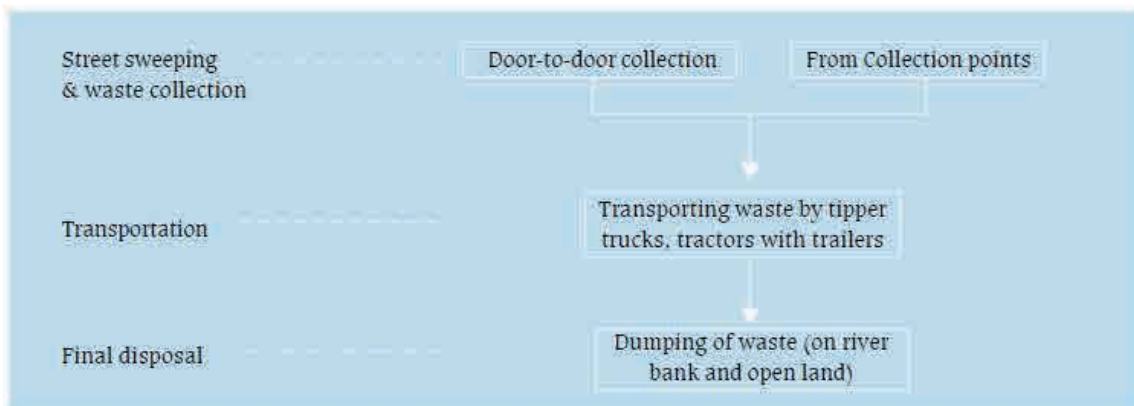 Street sweeping
& waste collection
Door-to-door collection
From Collection points
Transportation
Transporting waste by tipper
trucks, tractors with trailers
Final disposal
Dumping of waste (on river
bank and open land)